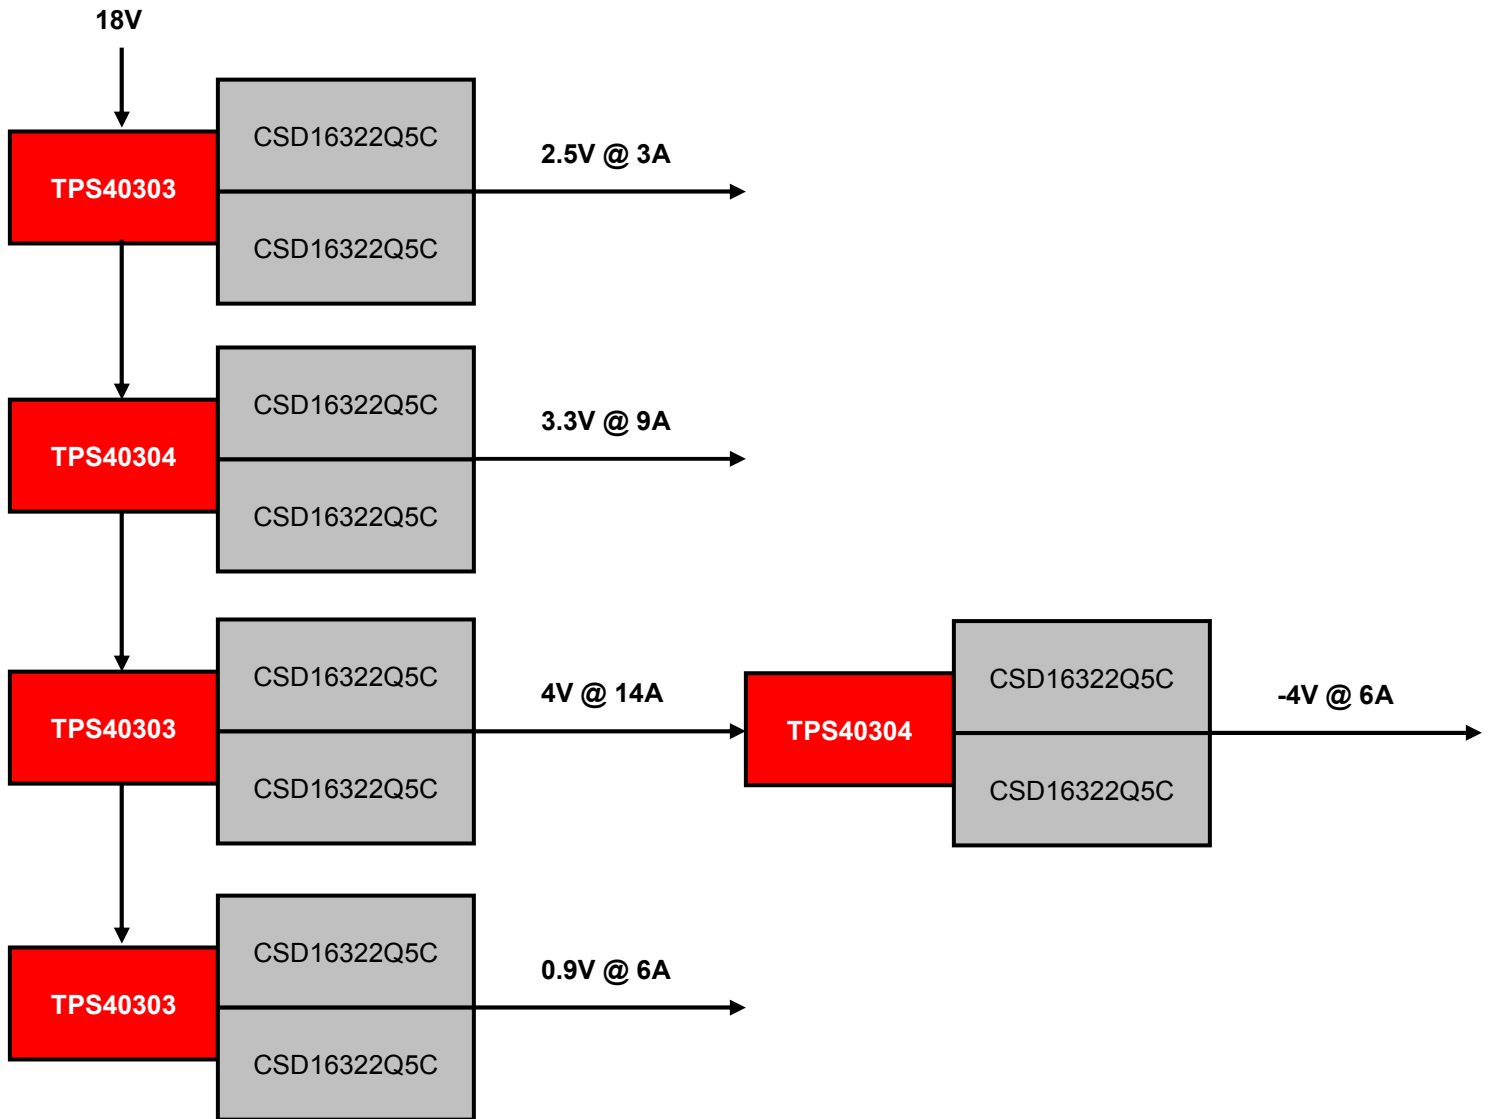 18V
CSD16322Q5C
2.5V @ 3A
TPS40303
CSD16322Q5C
CSD16322Q5C
3.3V @ 9A
TPS40304
CSD16322Q5C
CSD16322Q5C
4V @ 14A
TPS40303
CSD16322Q5C
CSD16322Q5C
-4V @ 6A
TPS40304
CSD16322Q5C
CSD16322Q5C
0.9V @ 6A
TPS40303
CSD16322Q5C